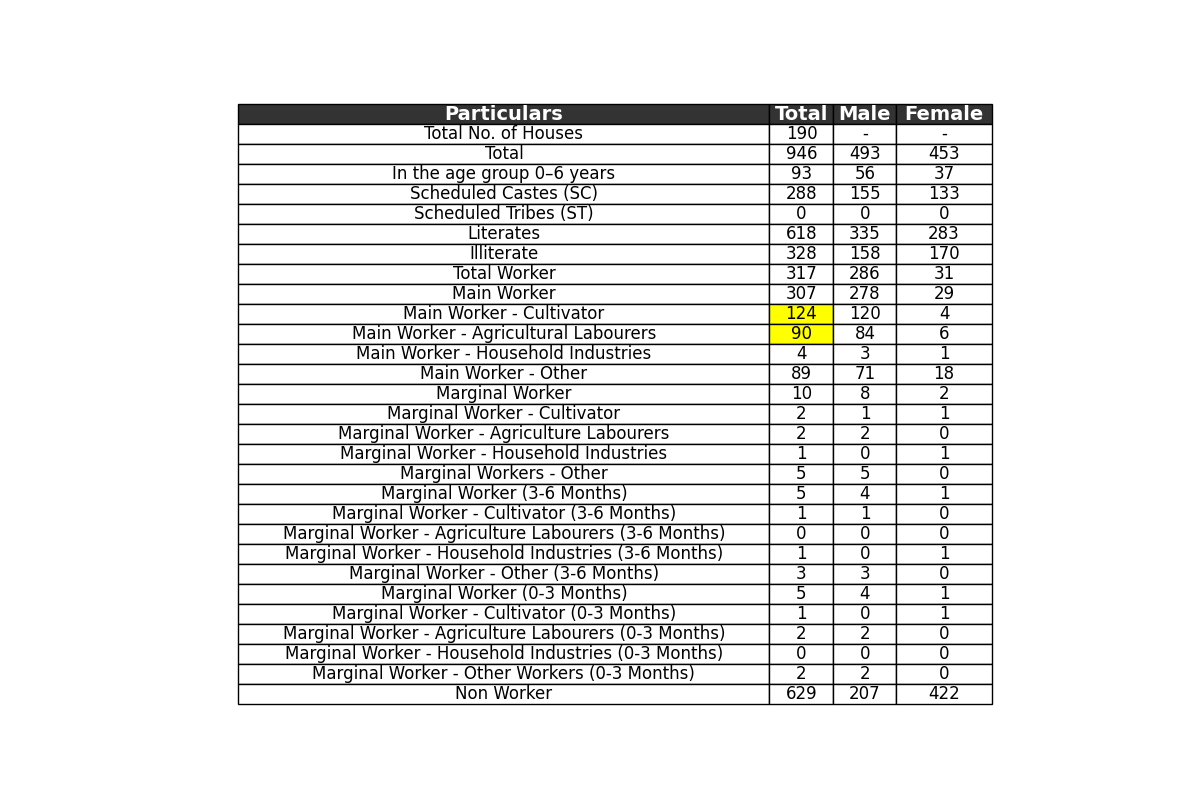 Particulars Total Male Female
Total No. of Houses 190 - -
Total 946 493 453
In the age group 0–6 years 93 56 37
Scheduled Castes (SC) 288 155 133
Scheduled Tribes (ST) 0 0 0
Literates 618 335 283
Illiterate 328 158 170
Total Worker 317 286 31
Main Worker 307 278 29
Main Worker - Cultivator 124 120 4
Main Worker - Agricultural Labourers 90 84 6
Main Worker - Household Industries 4 3 1
Main Worker - Other 89 71 18
Marginal Worker 10 8 2
Marginal Worker - Cultivator 2 1 1
Marginal Worker - Agriculture Labourers 2 2 0
Marginal Worker - Household Industries 1 0 1
Marginal Workers - Other 5 5 0
Marginal Worker (3-6 Months) 5 4 1
Marginal Worker - Cultivator (3-6 Months) 1 1 0
Marginal Worker - Agriculture Labourers (3-6 Months) 0 0 0
Marginal Worker - Household Industries (3-6 Months) 1 0 1
Marginal Worker - Other (3-6 Months) 3 3 0
Marginal Worker (0-3 Months) 5 4 1
Marginal Worker - Cultivator (0-3 Months) 1 0 1
Marginal Worker - Agriculture Labourers (0-3 Months) 2 2 0
Marginal Worker - Household Industries (0-3 Months) 0 0 0
Marginal Worker - Other Workers (0-3 Months) 2 2 0
Non Worker 629 207 422